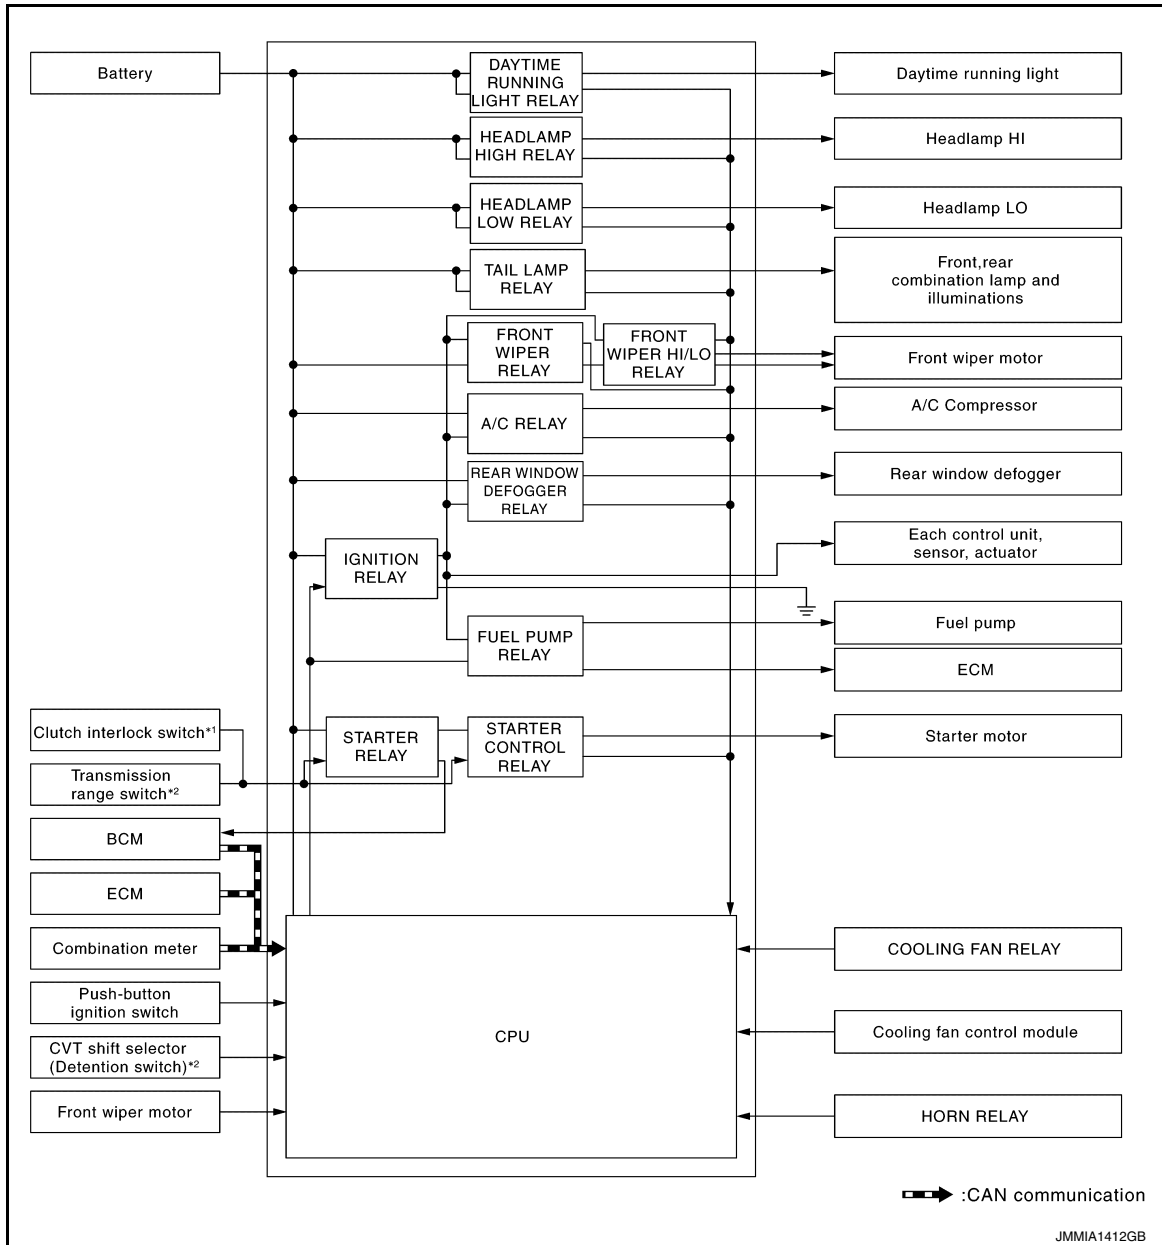 Battery
DAYTIME
RUNNING
LIGHT RELAY
Daytime running light
HEADLAMP
HIGH RELAY
Headlamp HI
HEADLAMP
LOW RELAY
Headlamp LO
TAIL LAMP
RELAY
Front,rear
combination lamp and
illuminations
FRONT
WIPER
RELAY
FRONT
WIPER HI/LO
RELAY
Front wiper motor
A/C RELAY
A/C Compressor
REAR WINDOW
DEFOGGER
RELAY
Rear window defogger
IGNITION
RELAY
Each control unit,
sensor, actuator
FUEL PUMP
RELAY
Fuel pump
ECM
Clutch interlock switch*1
STARTER
RELAY
STARTER
CONTROL
RELAY
Starter motor
Transmission
range switch*2
BCM
ECM
Combination meter
Push-button
ignition switch
CVT shift selector
(Detention switch)*2
Front wiper motor
CPU
COOLING FAN RELAY
Cooling fan control module
HORN RELAY
:CAN communication
JMMIA1412GB